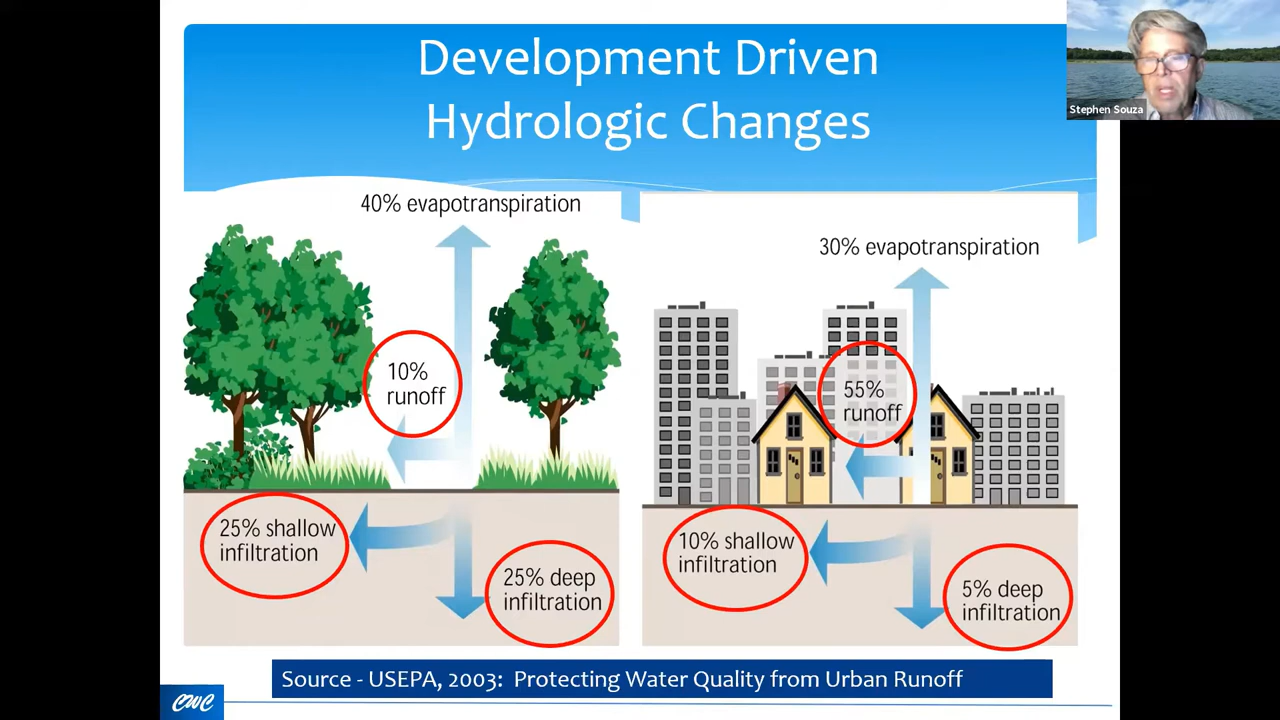 Development Driven
Hydrologic Changes
Stephen Souza
40% evapotranspiration
10%
runoff
25% shallow
infiltration
25% deep
infiltration
30% evapotranspiration
55%
runoff
10% shallow
infiltration
5% deep
infiltration
Source - USEPA, 2003: Protecting Water Quality from Urban Runoff
CWC